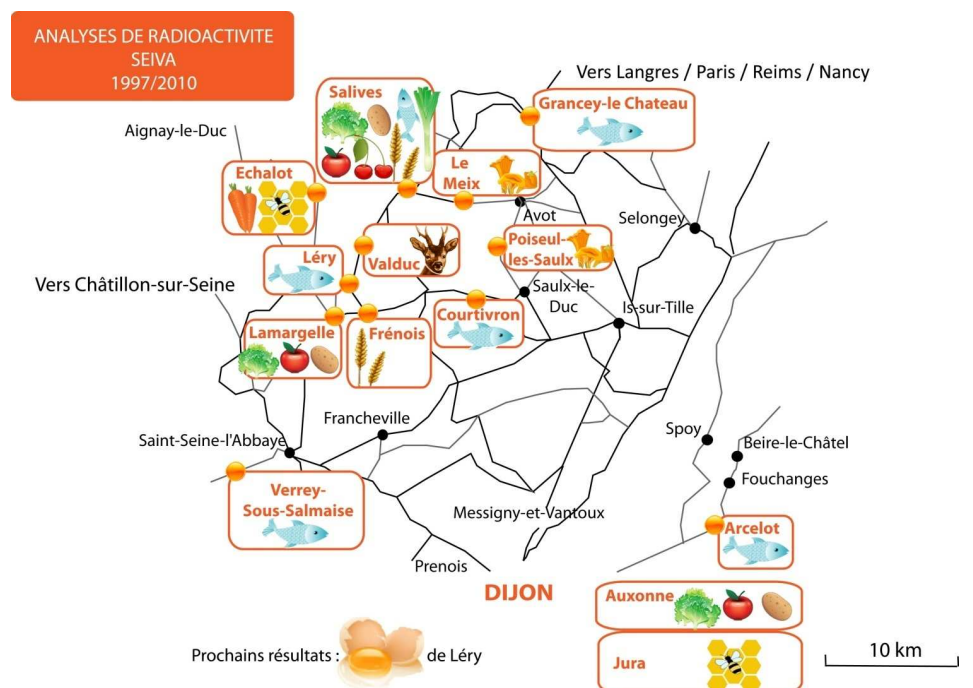 ANALYSES DE RADIOACTIVITE
SEIVA
1997/2010
Vers Langres / Paris / Reims / Nancy
Salives
Grancey-le Chateau
Aignay-le-Duc
Le
Meix
Echalot
Avot
Selongey
Poiseul-
les-Saulx
Léry
Valduc
Vers Châtillon-sur-Seine
Saulx-le-
Duc
Is-sur-Tille
Courtivron
Lamargelle
Frénois
Francheville
Saint-Seine-l'Abbaye
Spoy
Beire-le-Châtel
Fouchanges
Verrey-
Sous-Salmaise
Messigny-et-Vantoux
Arcelot
Prenois
DIJON
Auxonne
Prochains résultats : de Léry
Jura
10 km